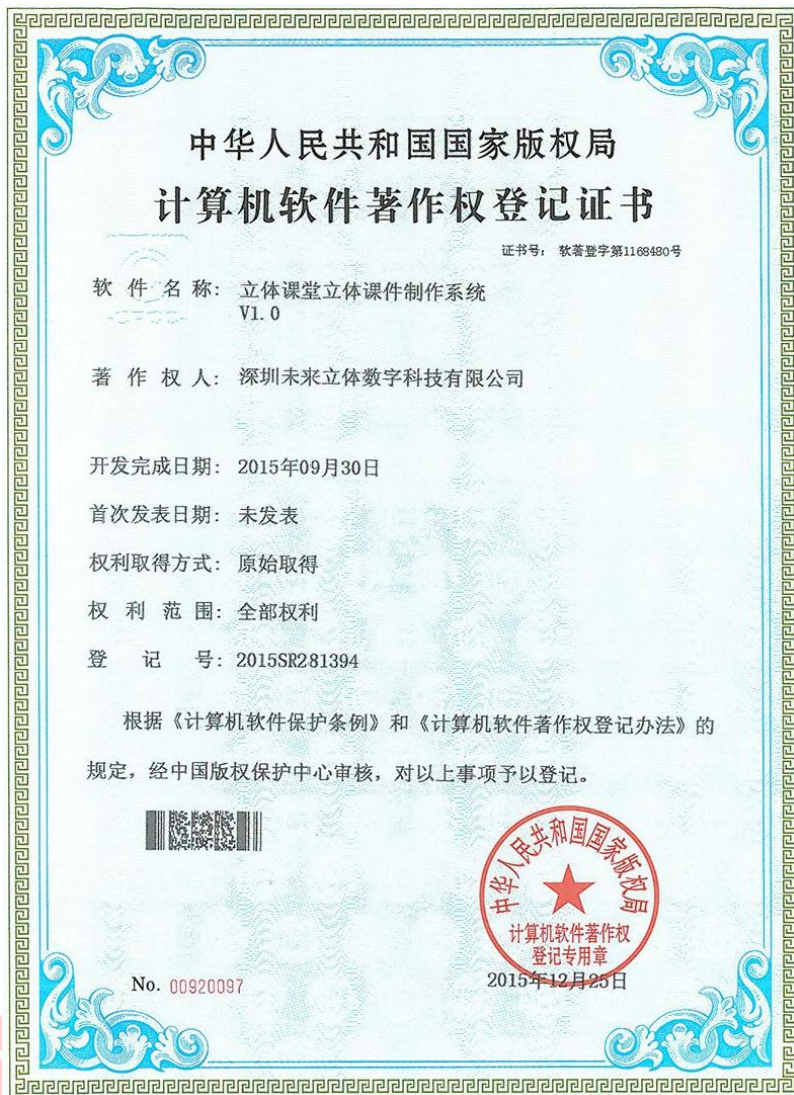 中华人民共和国国家版权局
计算机软件著作权登记证书
证书号： 软著登字第1168480号
软 件 名 称： 立体课堂立体课件制作系统
V1.0
著 作 权 人： 深圳未来立体数字科技有限公司
开发完成日期： 2015年09月30日
首次发表日期： 未发表
权利取得方式： 原始取得
权 利 范 围： 全部权利
登 记 号： 2015SR281394
根据《计算机软件保护条例》和《计算机软件著作权登记办法》的
规定，经中国版权保护中心审核，对以上事项予以登记。
中华人民共和国国家版权局
计算机软件著作权
登记专用章
No. 00920097
2015年12月25日